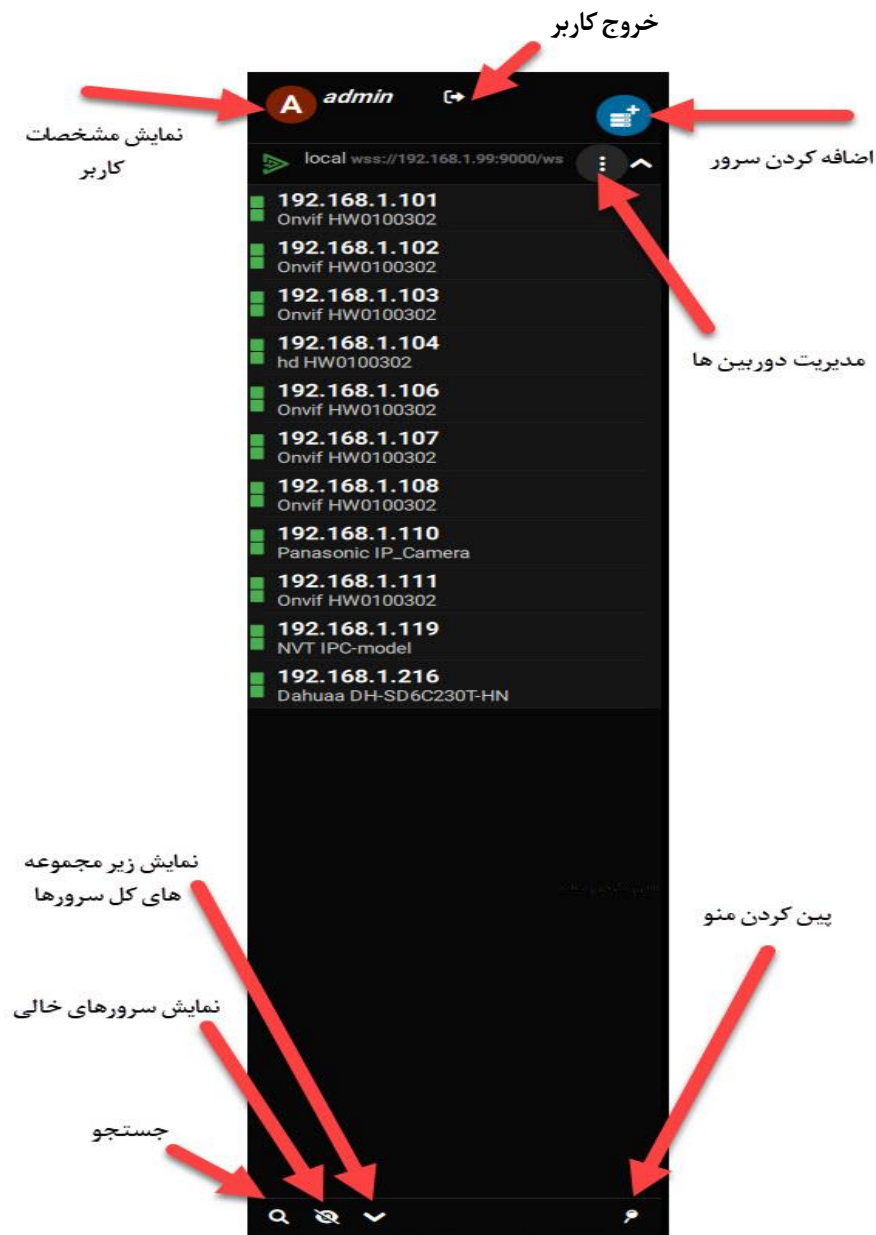 خروج کاربر
A admin
نمایش مشخصات
کاربر
اضافه کردن سرور
local wss://192.168.1.99:9000/ws
192.168.1.101
Onvif HW0100302
192.168.1.102
Onvif HW0100302
192.168.1.103
Onvif HW0100302
192.168.1.104
hd HW0100302
مدیریت دوربین ها
192.168.1.106
Onvif HW0100302
192.168.1.107
Onvif HW0100302
192.168.1.108
Onvif HW0100302
192.168.1.110
Panasonic IP_Camera
192.168.1.111
Onvif HW0100302
192.168.1.119
NVT IPC-model
192.168.1.216
Dahuaa DH-SD6C230T-HN
نمایش زیر مجموعه
های کل سرورها
پین کردن منو
نمایش سرورهای خالی
جستجو